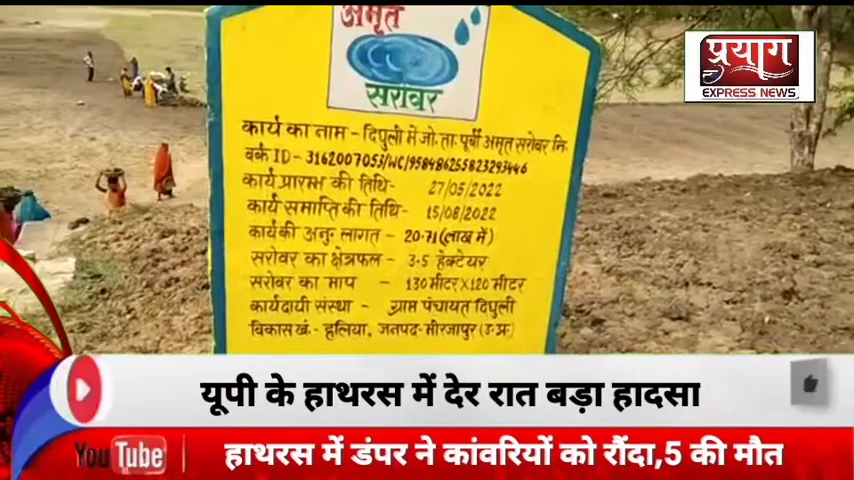 अमृत
सरोवर
प्रयाग
EXPRESS NEWS
कार्य का नाम - दिघुली में जो. ता. पूर्वी अमृत सरोवर नि.
वर्क ID - 3162007053/WC/958486255823293446
कार्य प्रारम्भ की तिथि- 27/05/2022
कार्य समाप्ति की तिथि- 15/08/2022
कार्य की अनु० लागत - 20.71 (लाख में)
सरोवर का क्षेत्रफल - 3.5 हेक्टेयर
सरोवर का माप - 130 मीटर X 120 मीटर
कार्यदायी संस्था - ग्राम पंचायत दिघुली
विकास खं.- हलिया, जनपद- मीरजापुर (उ.प्र.)
यूपी के हाथरस में देर रात बड़ा हादसा
YouTube
हाथरस में डंपर ने कांवरियों को रौंदा,5 की मौत